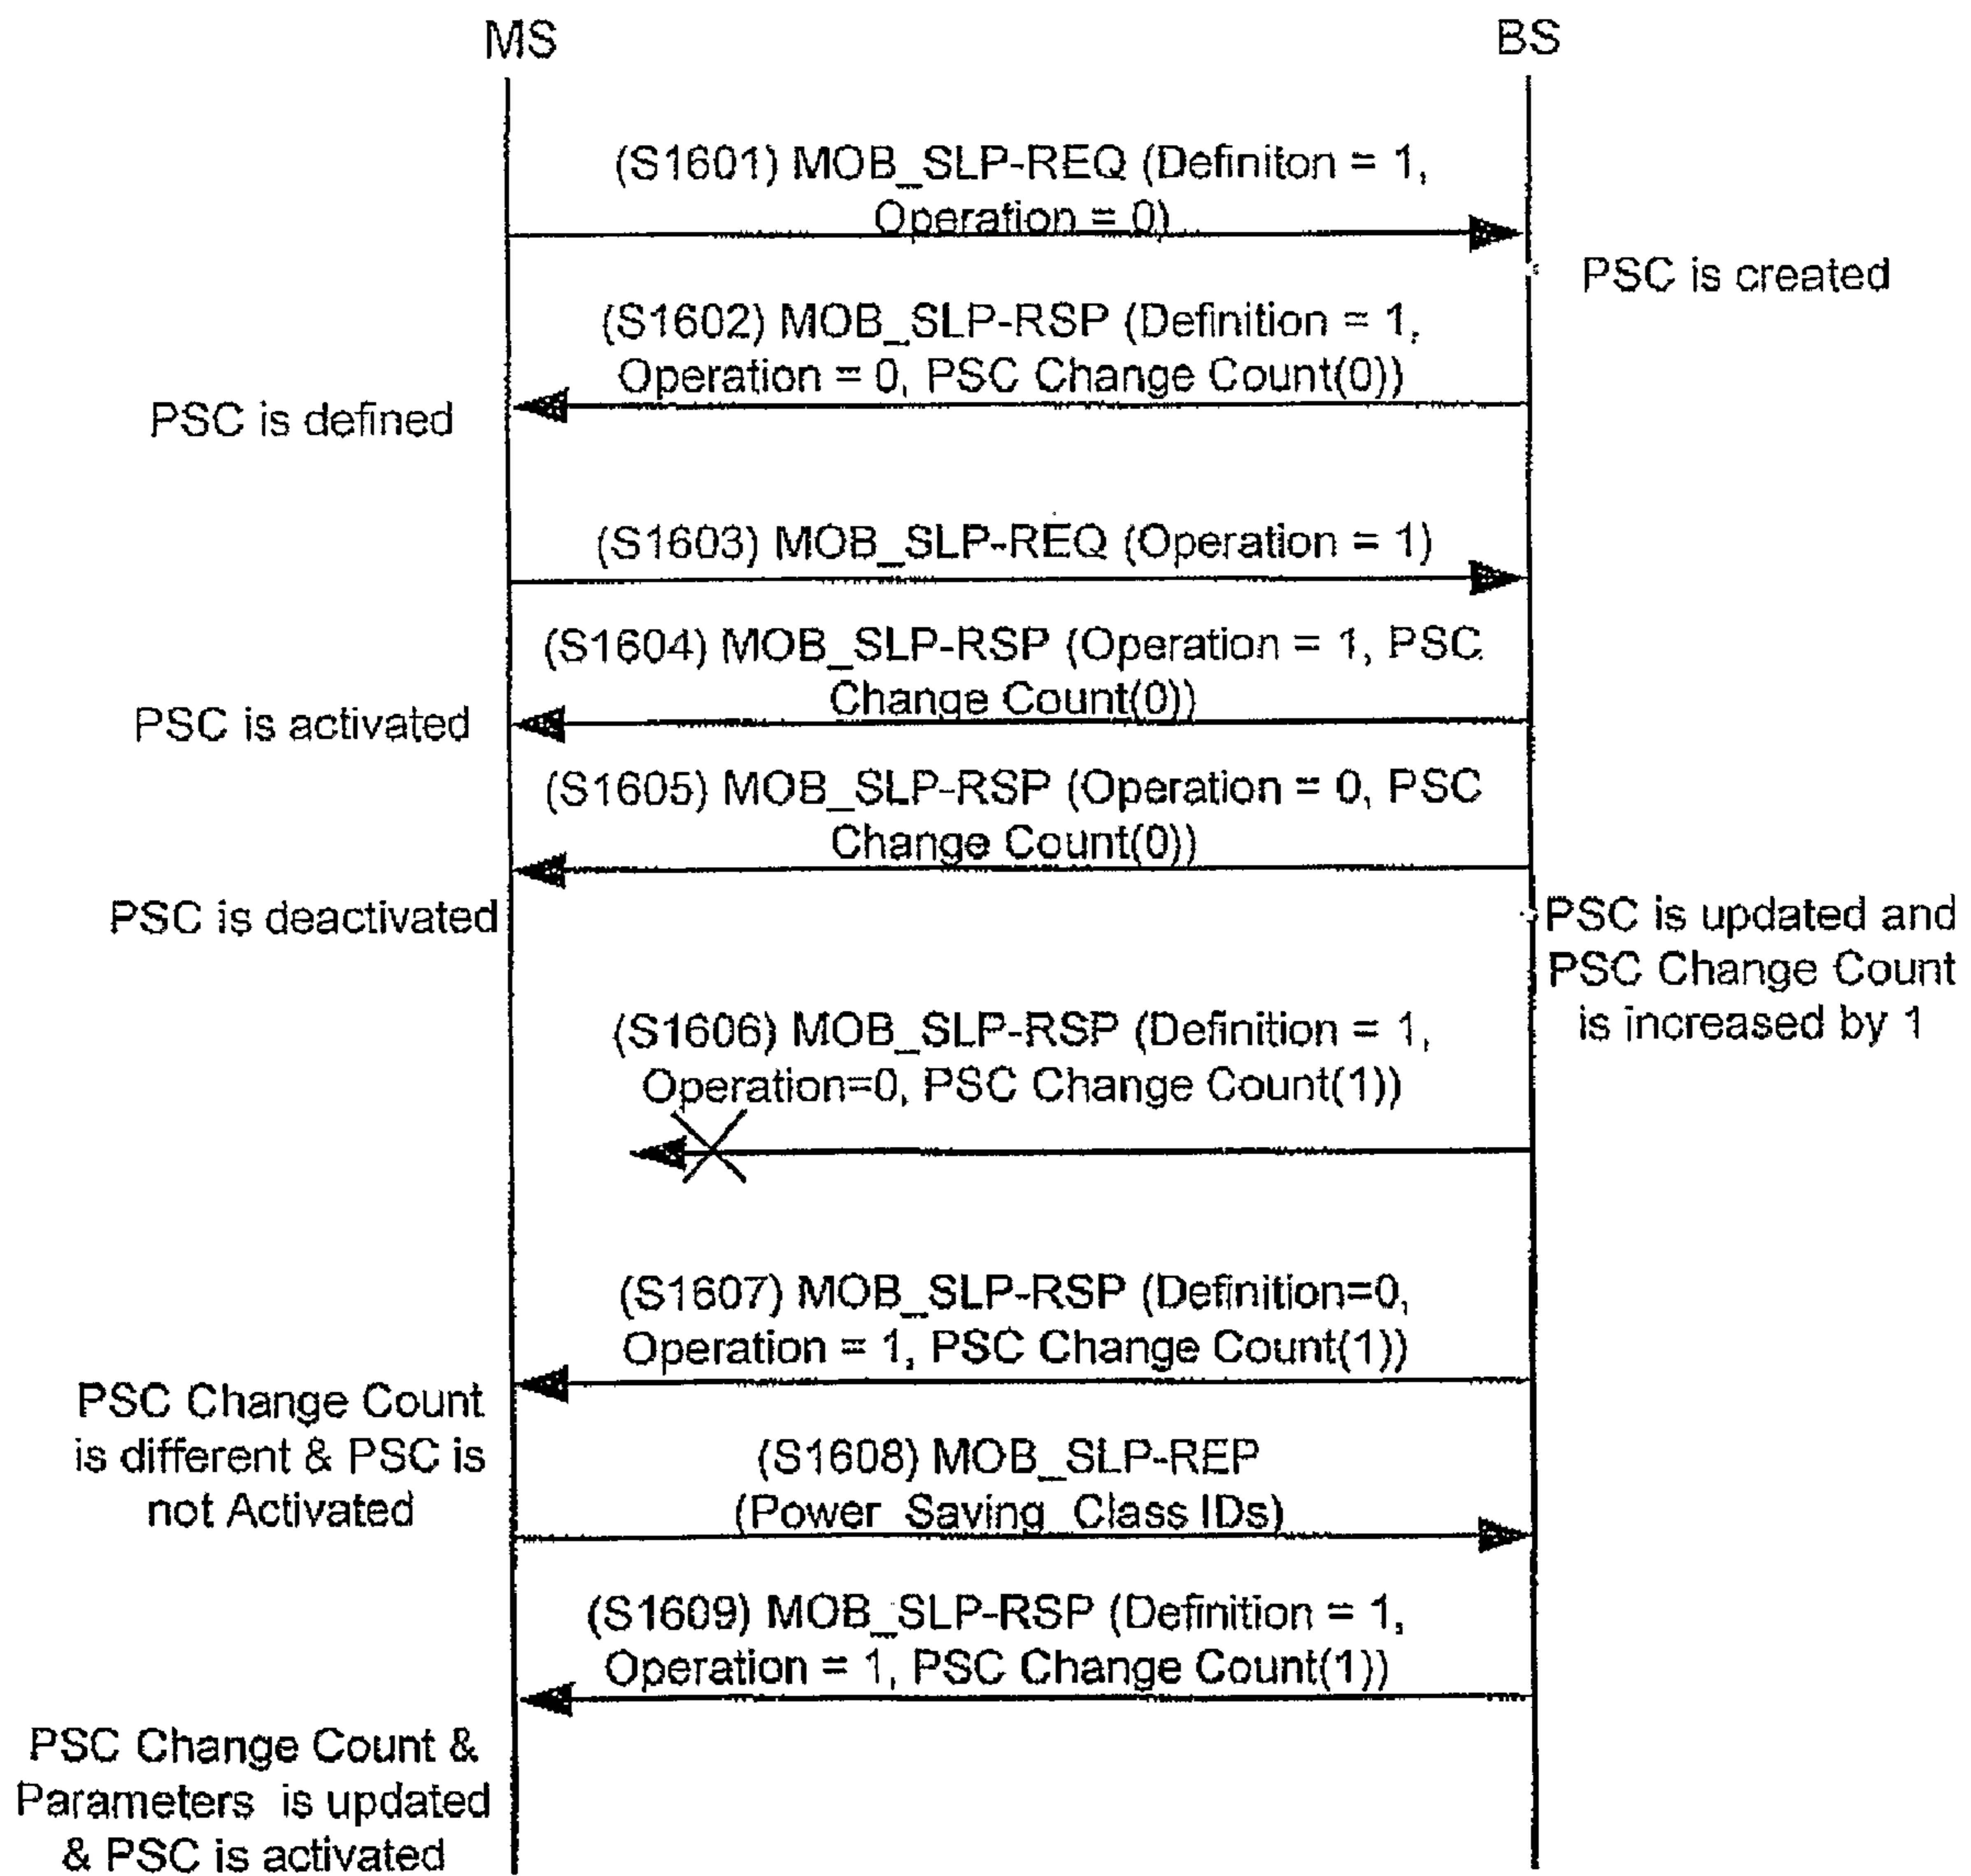 MS
BS
(S1601) MOB_SLP-REQ (Definiton = 1,
Operation = 0)
PSC is created
(S1602) MOB_SLP-RSP (Definition = 1,
Operation = 0, PSC Change Count(0))
PSC is defined
(S1603) MOB_SLP-REQ (Operation = 1)
(S1604) MOB_SLP-RSP (Operation = 1, PSC
Change Count(0))
PSC is activated
(S1605) MOB_SLP-RSP (Operation = 0, PSC
Change Count(0))
PSC is deactivated
PSC is updated and
PSC Change Count
is increased by 1
(S1606) MOB_SLP-RSP (Definition = 1,
Operation=0, PSC Change Count(1))
(S1607) MOB_SLP-RSP (Definition=0,
Operation = 1, PSC Change Count(1))
PSC Change Count
is different & PSC is
not Activated
(S1608) MOB_SLP-REP
(Power_Saving_Class IDs)
(S1609) MOB_SLP-RSP (Definition = 1,
Operation = 1, PSC Change Count(1))
PSC Change Count &
Parameters is updated
& PSC is activated